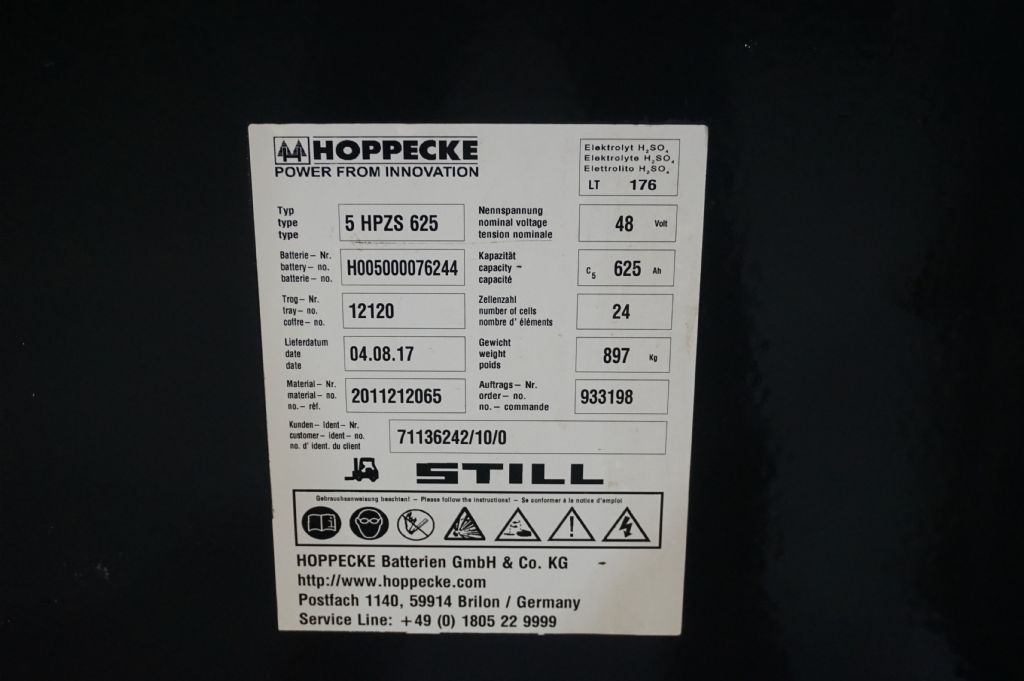 HOPPECKE
POWER FROM INNOVATION
Elektrolyt H₂SO₄
Elektrolyte H₂SO₄
Elettrolito H₂SO₄
LT 176
Typ
type
type
5 HPZS 625
Nennspannung
nominal voltage
tension nominale
48 Volt
Batterie– Nr.
battery– no.
batterie– no.
H005000076244
Kapazität
capacity –
capacité
C₅ 625 Ah
Trog– Nr.
tray– no.
coffre– no.
12120
Zellenzahl
number of cells
nombre d' éléments
24
Lieferdatum
date
date
04.08.17
Gewicht
weight
poids
897 Kg
Material– Nr.
material– no.
no.– réf.
2011212065
Auftrags– Nr.
order– no.
no.– commande
933198
Kunden– Ident– Nr.
customer– ident– no.
no. d' ident. du client
71136242/10/0
STILL
Gebrauchsanweisung beachten! – Please follow the instructions! – Se conformer à la notice d'emploi
HOPPECKE Batterien GmbH & Co. KG
http://www.hoppecke.com
Postfach 1140, 59914 Brilon / Germany
Service Line: +49 (0) 1805 22 9999